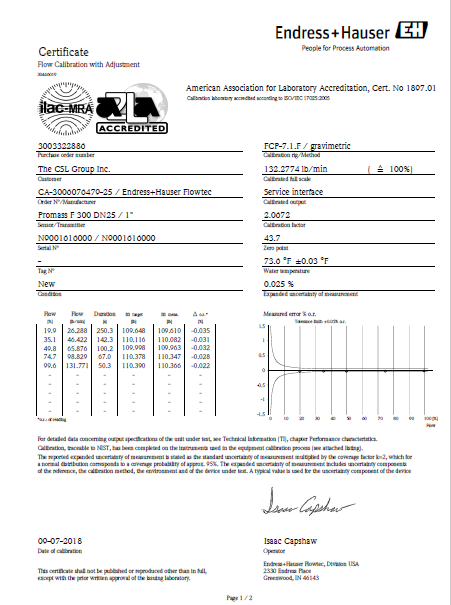 Endress+Hauser EH
People for Process Automation
Certificate
Flow Calibration with Adjustment
30446019
ilac-MRA
A2LA
ACCREDITED
American Association for Laboratory Accreditation, Cert. No 1807.01
Calibration laboratory accredited according to ISO/IEC 17025:2005
3003322886
Purchase order number
The CSL Group Inc.
Customer
CA-3006076479-25 / Endress+Hauser Flowtec
Order N°/Manufacturer
Promass F 300 DN25 / 1"
Sensor/Transmitter
N9001616000 / N9001616000
Serial N°
–
Tag N°
New
Condition
FCP-7.1.F / gravimetric
Calibration rig/Method
132.2774 lb/min ( ≙ 100%)
Calibrated full scale
Service interface
Calibrated output
2.0672
Calibration factor
43.7
Zero point
73.6 °F ±0.03 °F
Water temperature
0.025 %
Expanded uncertainty of measurement
Flow Flow Duration m target m meas. Δ o.r.*
[%] [lb/min] [s] [lb] [lb] [%]
19.9 26.288 250.3 109.648 109.610 -0.035
35.1 46.422 142.3 110.116 110.082 -0.031
49.8 65.876 100.2 109.998 109.963 -0.032
74.7 98.829 67.0 110.378 110.347 -0.028
99.6 131.771 50.3 110.390 110.366 -0.022
– – – – – –
– – – – – –
– – – – – –
– – – – – –
– – – – – –
*o.r.: of reading
Measured error % o.r.
Tolerance limits ±0.05% o.r.
1.5
1
0.5
0
-0.5
-1
-1.5
0 10 20 30 40 50 60 70 80 90 100 [%]
Flow
For detailed data concerning output specifications of the unit under test, see Technical Information (TI), chapter Performance characteristics.
Calibration, traceable to NIST, has been completed on the instruments used in the equipment calibration process (see attached listing).
The reported expanded uncertainty of measurement is stated as the standard uncertainty of measurement multiplied by the coverage factor k=2, which for
a normal distribution corresponds to a coverage probability of approx. 95%. The expanded uncertainty of measurement includes uncertainty components
of the reference, the calibration method, the environment and of the device under test. A typical value is used for the uncertainty component of the device
Isaac Capshaw
09-07-2018
Date of calibration
Isaac Capshaw
Operator
Endress+Hauser Flowtec, Division USA
2330 Endress Place
Greenwood, IN 46143
This certificate shall not be published or reproduced other than in full,
except with the prior written approval of the issuing laboratory.
Page 1 / 2